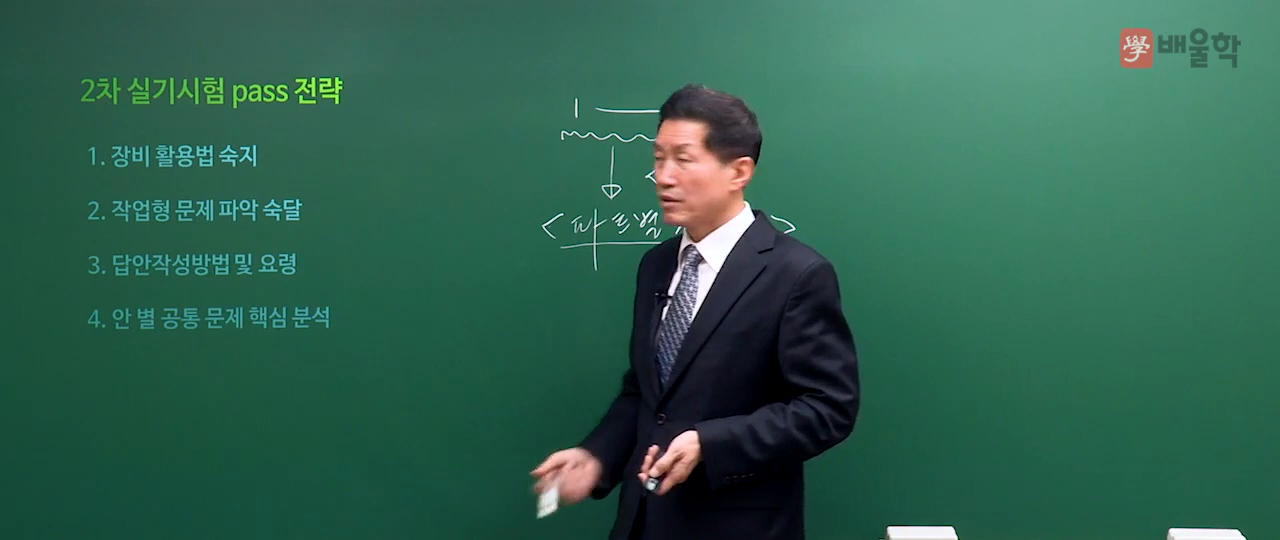 學 배울학
2차 실기시험 pass 전략
1. 장비 활용법 숙지
2. 작업형 문제 파악 숙달
3. 답안작성방법 및 요령
4. 안 별 공통 문제 핵심 분석
1